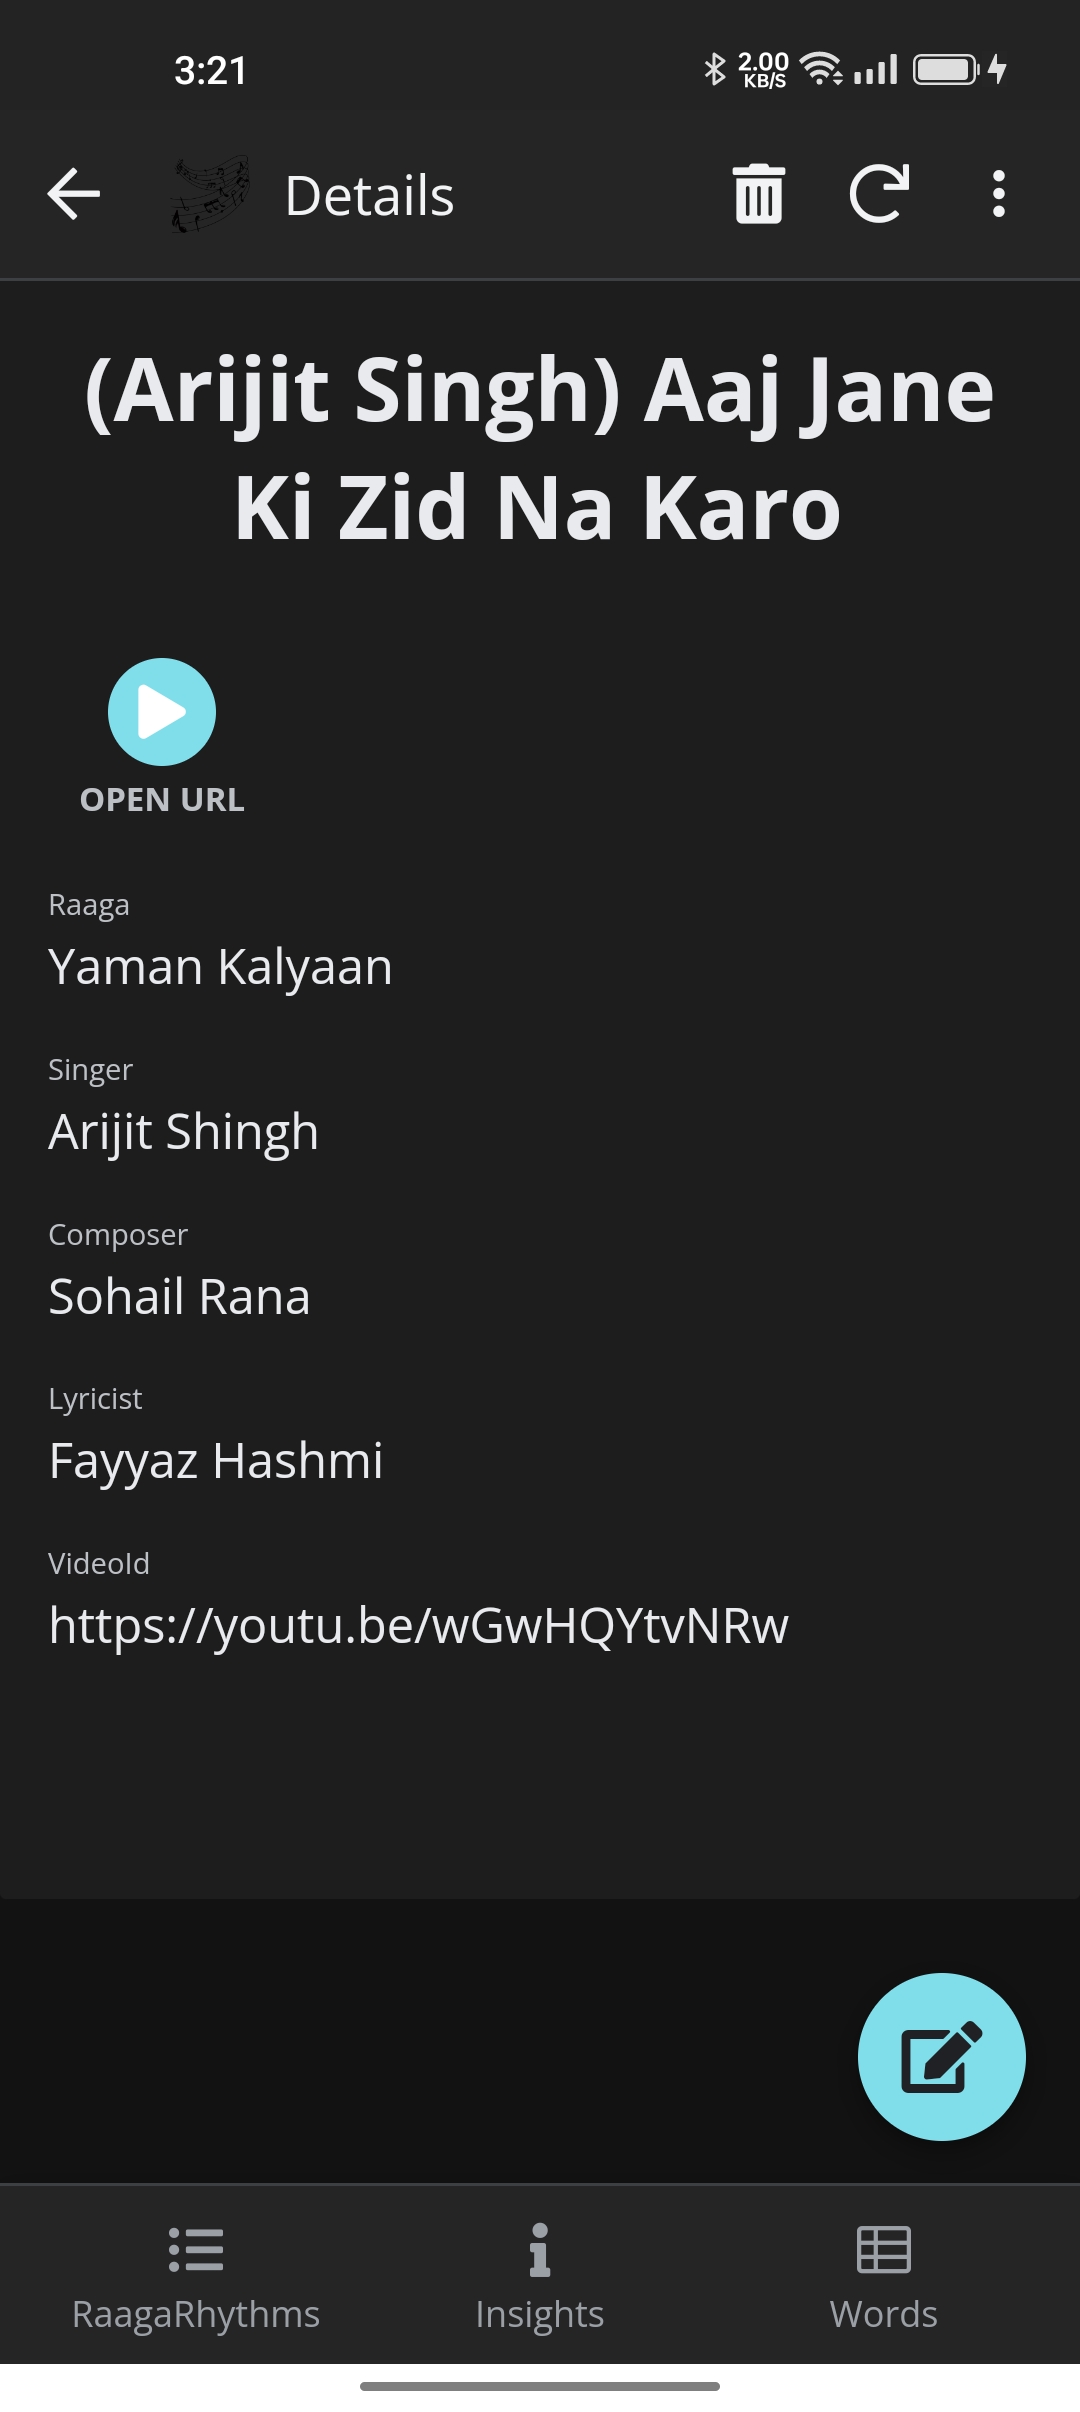 3:21
2.00
KB/S
Details
(Arijit Singh) Aaj Jane
Ki Zid Na Karo
OPEN URL
Raaga
Yaman Kalyaan
Singer
Arijit Shingh
Composer
Sohail Rana
Lyricist
Fayyaz Hashmi
VideoId
https://youtu.be/wGwHQYtvNRw
RaagaRhythms
Insights
Words